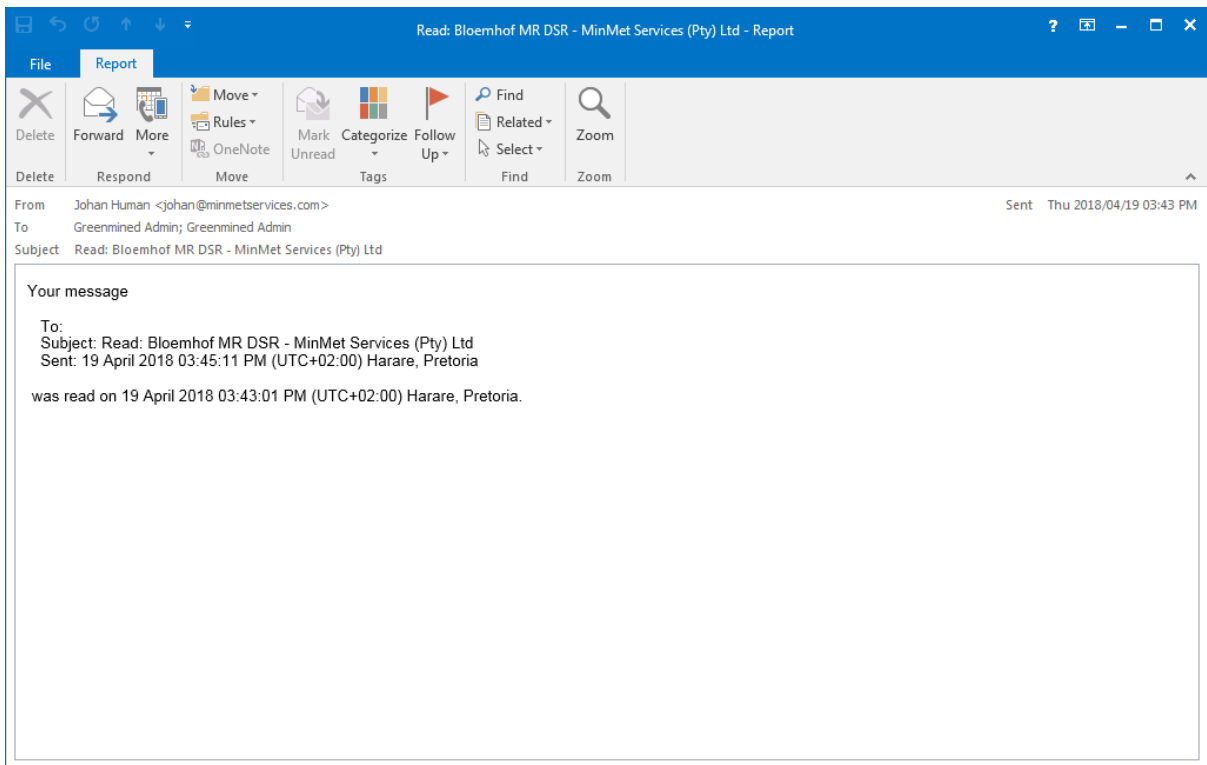 Read: Bloemhof MR DSR - MinMet Services (Pty) Ltd - Report
?
File Report
Delete Forward More Move Rules OneNote Mark Unread Categorize Follow Up Find Related Select Zoom
Delete Respond Move Tags Find Zoom
From Johan Human <johan@minmetservices.com> Sent Thu 2018/04/19 03:43 PM
To Greenmined Admin; Greenmined Admin
Subject Read: Bloemhof MR DSR - MinMet Services (Pty) Ltd
Your message
To:
Subject: Read: Bloemhof MR DSR - MinMet Services (Pty) Ltd
Sent: 19 April 2018 03:45:11 PM (UTC+02:00) Harare, Pretoria
was read on 19 April 2018 03:43:01 PM (UTC+02:00) Harare, Pretoria.